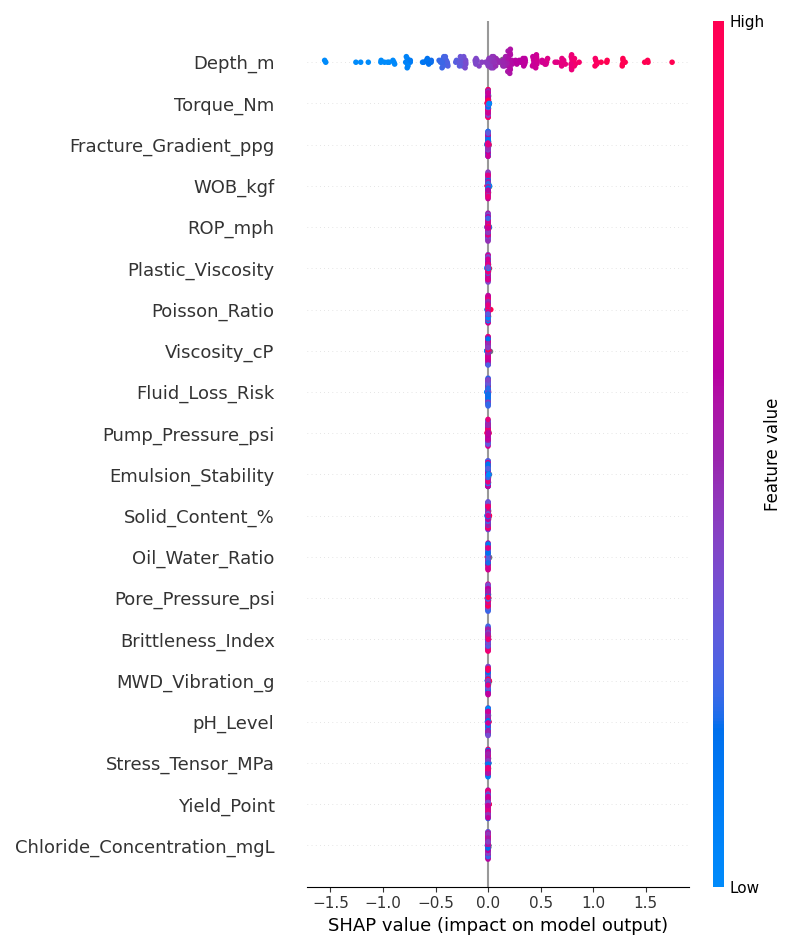 High
Depth_m
Torque_Nm
Fracture_Gradient_ppg
WOB_kgf
ROP_mph
Plastic_Viscosity
Poisson_Ratio
Viscosity_cP
Fluid_Loss_Risk
Pump_Pressure_psi
Emulsion_Stability
Solid_Content_%
Oil_Water_Ratio
Pore_Pressure_psi
Brittleness_Index
MWD_Vibration_g
pH_Level
Stress_Tensor_MPa
Yield_Point
Chloride_Concentration_mgL
Feature value
Low
−1.5 −1.0 −0.5 0.0 0.5 1.0 1.5
SHAP value (impact on model output)